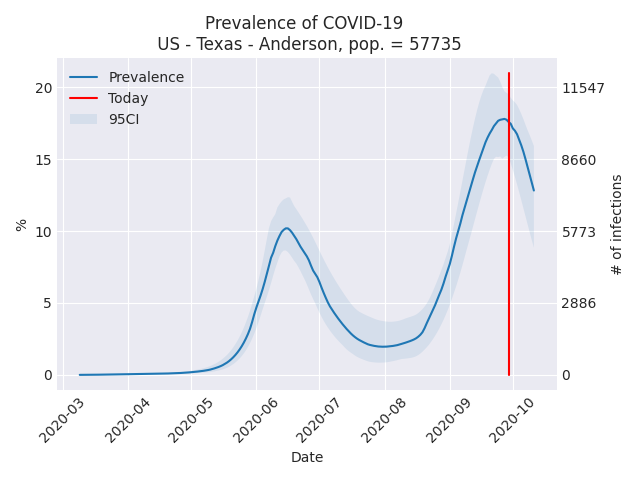 Prevalence of COVID-19
US - Texas - Anderson, pop. = 57735
Prevalence
Today
95CI
20
15
10
5
0
%
11547
8660
5773
2886
0
# of infections
2020-03
2020-04
2020-05
2020-06
2020-07
2020-08
2020-09
2020-10
Date